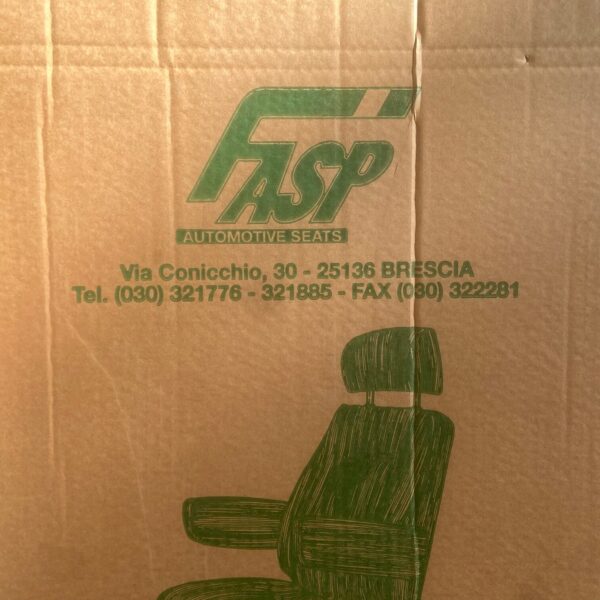 FASP
AUTOMOTIVE SEATS
Via Conicchio, 30 - 25136 BRESCIA
Tel. (030) 321776 - 321885 - FAX (030) 322281